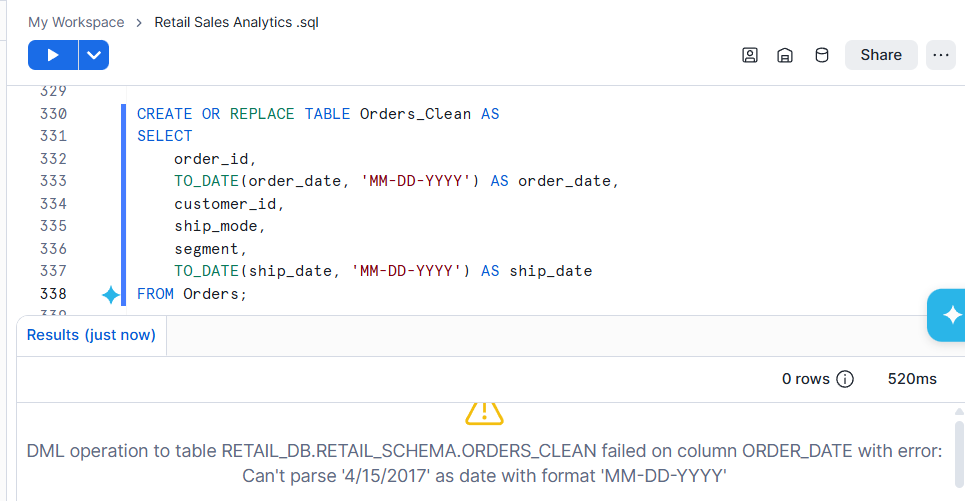 My Workspace > Retail Sales Analytics .sql
Share
329
330 CREATE OR REPLACE TABLE Orders_Clean AS
331 SELECT
332 order_id,
333 TO_DATE(order_date, 'MM-DD-YYYY') AS order_date,
334 customer_id,
335 ship_mode,
336 segment,
337 TO_DATE(ship_date, 'MM-DD-YYYY') AS ship_date
338 FROM Orders;
339
Results (just now)
0 rows 520ms
DML operation to table RETAIL_DB.RETAIL_SCHEMA.ORDERS_CLEAN failed on column ORDER_DATE with error:
Can't parse '4/15/2017' as date with format 'MM-DD-YYYY'